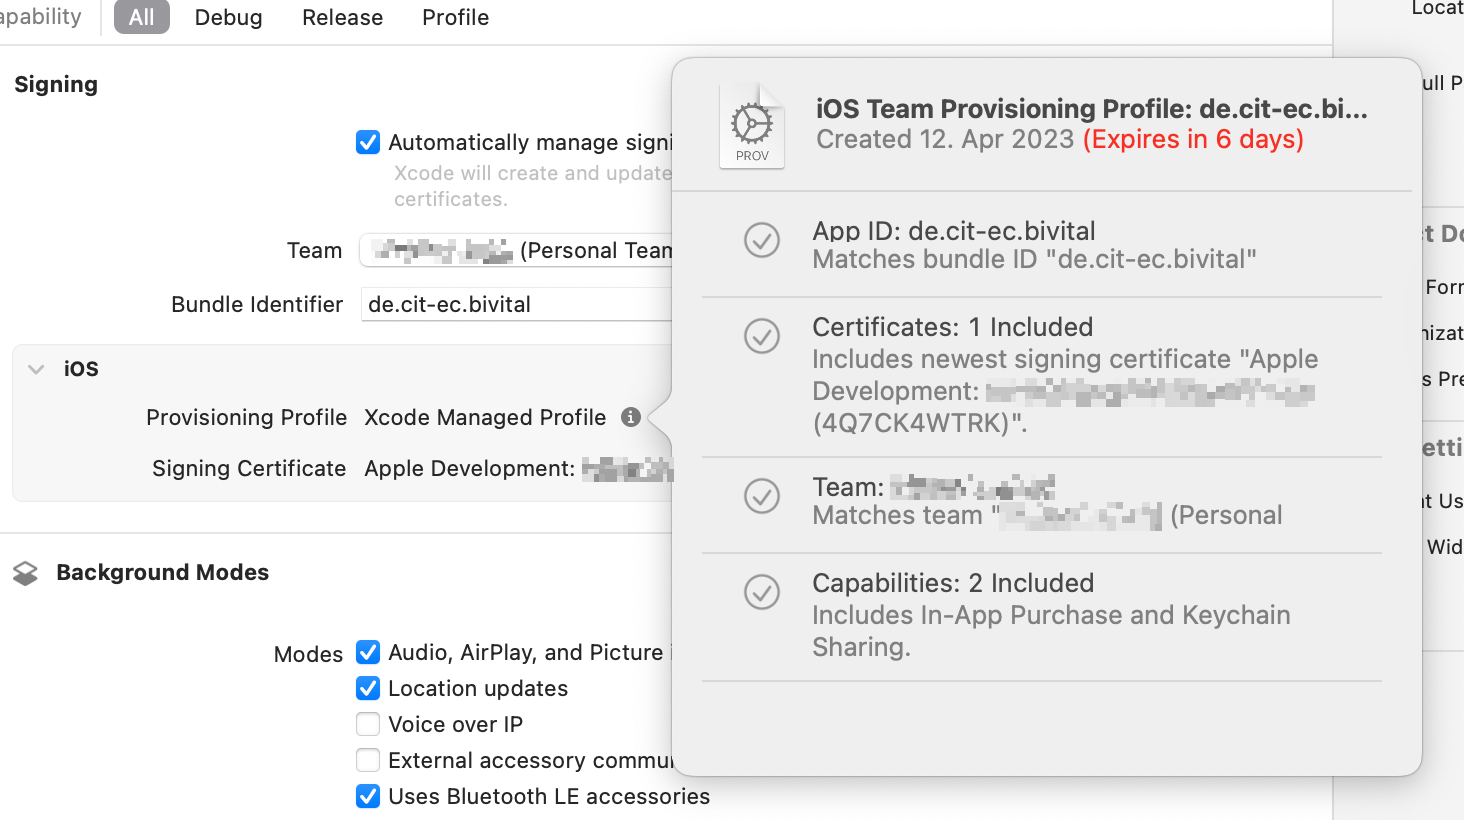 apability
All
Debug
Release
Profile
Signing
Automatically manage signi
Xcode will create and update
certificates.
Team
(Personal Team
Bundle Identifier
de.cit-ec.bivital
iOS
Provisioning Profile
Xcode Managed Profile
Signing Certificate
Apple Development:
Background Modes
Modes
Audio, AirPlay, and Picture i
Location updates
Voice over IP
External accessory commu
Uses Bluetooth LE accessories
PROV
iOS Team Provisioning Profile: de.cit-ec.bi...
Created 12. Apr 2023 (Expires in 6 days)
App ID: de.cit-ec.bivital
Matches bundle ID "de.cit-ec.bivital"
Certificates: 1 Included
Includes newest signing certificate "Apple
Development:
(4Q7CK4WTRK)".
Team:
Matches team "
(Personal
Capabilities: 2 Included
Includes In-App Purchase and Keychain
Sharing.
Locat
ull P
t Do
Forr
nizat
s Pre
etti
nt Us
Wid